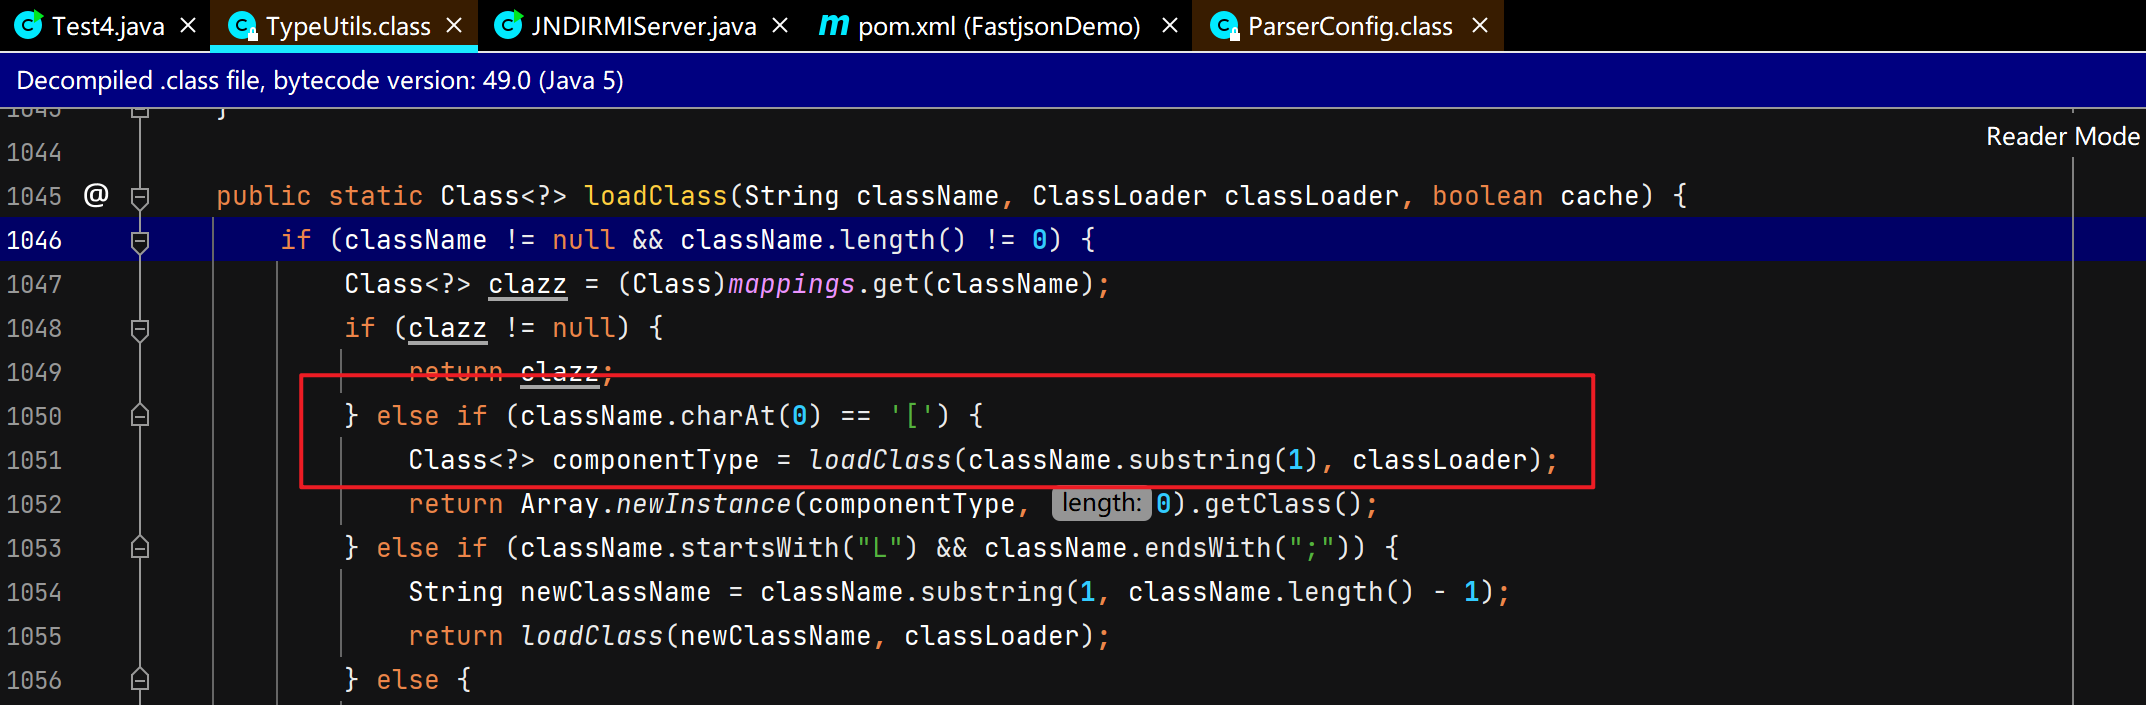 Test4.java TypeUtils.class JNDIRMIServer.java m pom.xml (FastjsonDemo) ParserConfig.class
Decompiled .class file, bytecode version: 49.0 (Java 5)
1043 }
Reader Mode
1044
1045 @ public static Class<?> loadClass(String className, ClassLoader classLoader, boolean cache) {
1046 if (className != null && className.length() != 0) {
1047 Class<?> clazz = (Class)mappings.get(className);
1048 if (clazz != null) {
1049 return clazz;
1050 } else if (className.charAt(0) == '[') {
1051 Class<?> componentType = loadClass(className.substring(1), classLoader);
1052 return Array.newInstance(componentType, length: 0).getClass();
1053 } else if (className.startsWith("L") && className.endsWith(";")) {
1054 String newClassName = className.substring(1, className.length() - 1);
1055 return loadClass(newClassName, classLoader);
1056 } else {